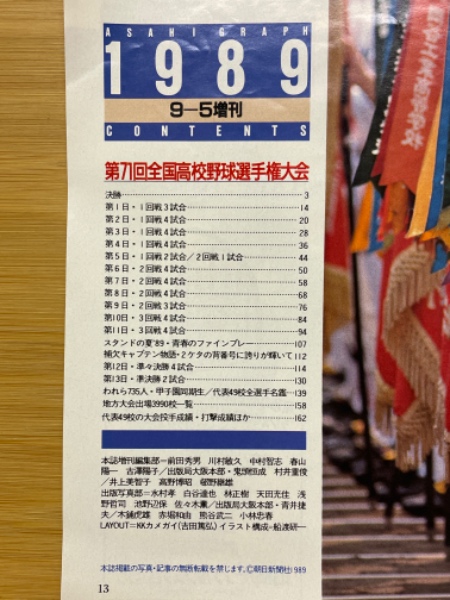 ASAHI GRAPH
1989
9-5増刊
CONTENTS
第71回全国高校野球選手権大会
決勝 3
第1日・1回戦3試合 14
第2日・1回戦4試合 20
第3日・1回戦4試合 28
第4日・1回戦4試合 36
第5日・1回戦2試合/2回戦1試合 44
第6日・2回戦4試合 50
第7日・2回戦4試合 58
第8日・2回戦4試合 68
第9日・2回戦3試合 76
第10日・3回戦4試合 84
第11日・3回戦4試合 94
スタンドの夏'89・青春のファインプレー 107
補欠キャプテン物語・2ケタの背番号に誇りが輝いて 112
第12日・準々決勝4試合 114
第13日・準決勝2試合 130
われら735人・甲子園同期生/代表49校全選手名鑑 139
地方大会出場3990校一覧 158
代表49校の大会投手成績・打撃成績ほか 162
本誌増刊編集部=前田秀男 川村敏久 中村智志 春山
陽一 古澤陽子/出版局大阪本部・鬼塚恒成 村井重俊
/井上美智子 高野博昭 梛野継雄
出版写真部=水村孝 白谷達也 林正樹 天田充佳 浅
野哲司 池野辺保 佐々木薫/出版局大阪本部・青井捷
夫/木鋪虎雄 赤堀和由 熊谷武二 小林忠春
LAYOUT=KKカメガイ(吉田篤弘) イラスト構成=船渡研一
本誌掲載の写真・記事の無断転載を禁じます。©朝日新聞社1989
13